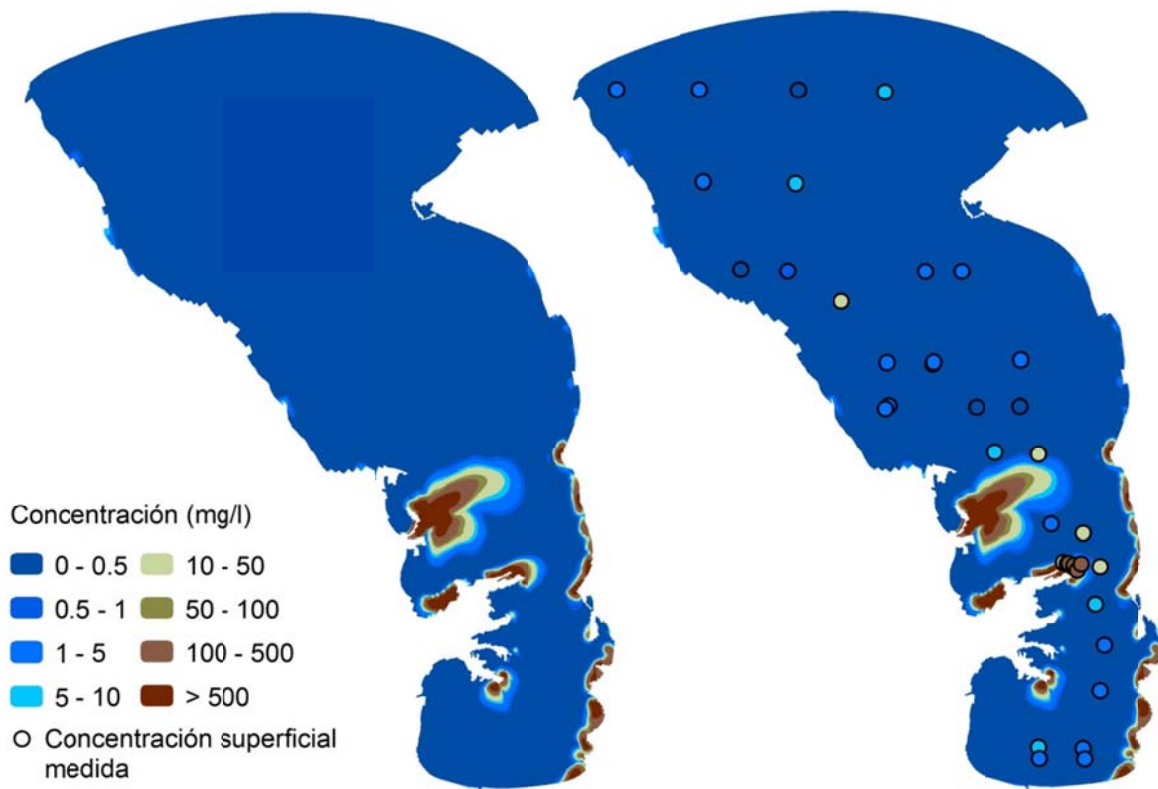 Concentración (mg/l)
0 - 0.5
10 - 50
0.5 - 1
50 - 100
1 - 5
100 - 500
5 - 10
> 500
Concentración superficial
medida